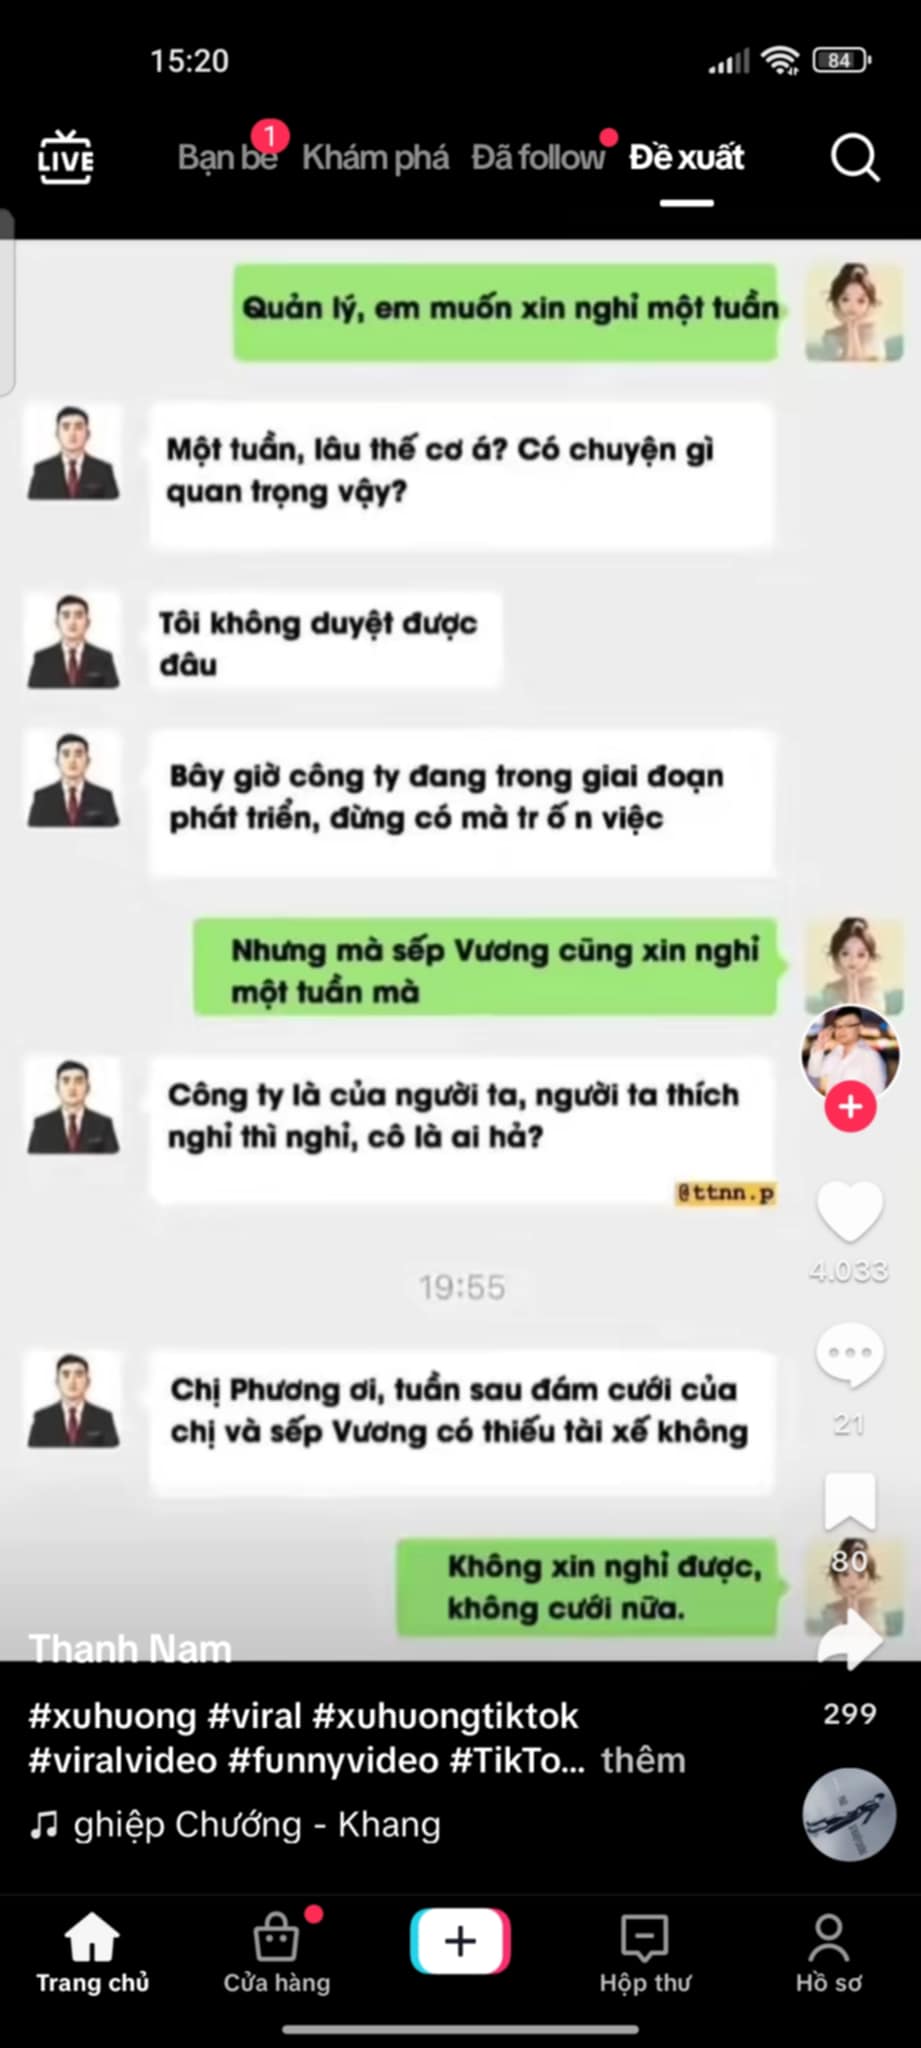 15:20
84
LIVE
Bạn bè
1
Khám phá
Đã follow
Đề xuất
Quản lý, em muốn xin nghỉ một tuần
Một tuần, lâu thế cơ á? Có chuyện gì
quan trọng vậy?
Tôi không duyệt được
đâu
Bây giờ công ty đang trong giai đoạn
phát triển, đừng có mà tr ố n việc
Nhưng mà sếp Vương cũng xin nghỉ
một tuần mà
Công ty là của người ta, người ta thích
nghỉ thì nghỉ, cô là ai hả?
@ttnn.p
4.033
19:55
Chị Phương ơi, tuần sau đám cưới của
chị và sếp Vương có thiếu tài xế không
21
Không xin nghỉ được,
không cưới nữa.
80
Thanh Nam
299
#xuhuong #viral #xuhuongtiktok
#viralvideo #funnyvideo #TikTo... thêm
ghiệp Chướng - Khang
Trang chủ
Cửa hàng
Hộp thư
Hồ sơ